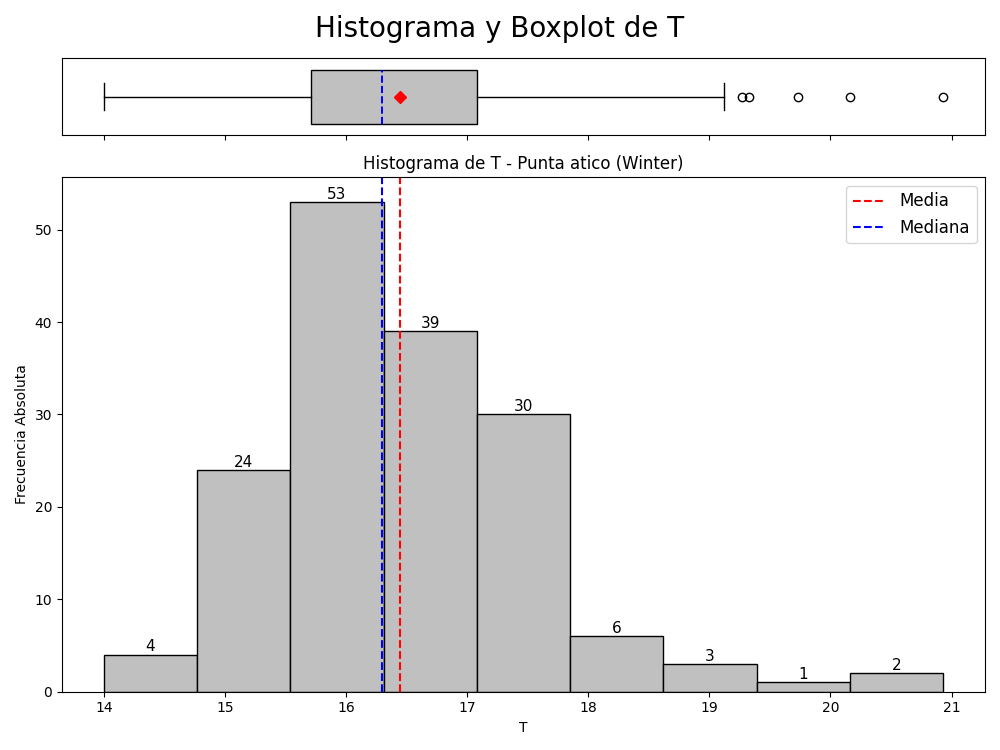 Histograma y Boxplot de T
Histograma de T - Punta atico (Winter)
Media
Mediana
Frecuencia Absoluta
50
40
30
20
10
0
4
24
53
39
30
6
3
1
2
14 15 16 17 18 19 20 21
T